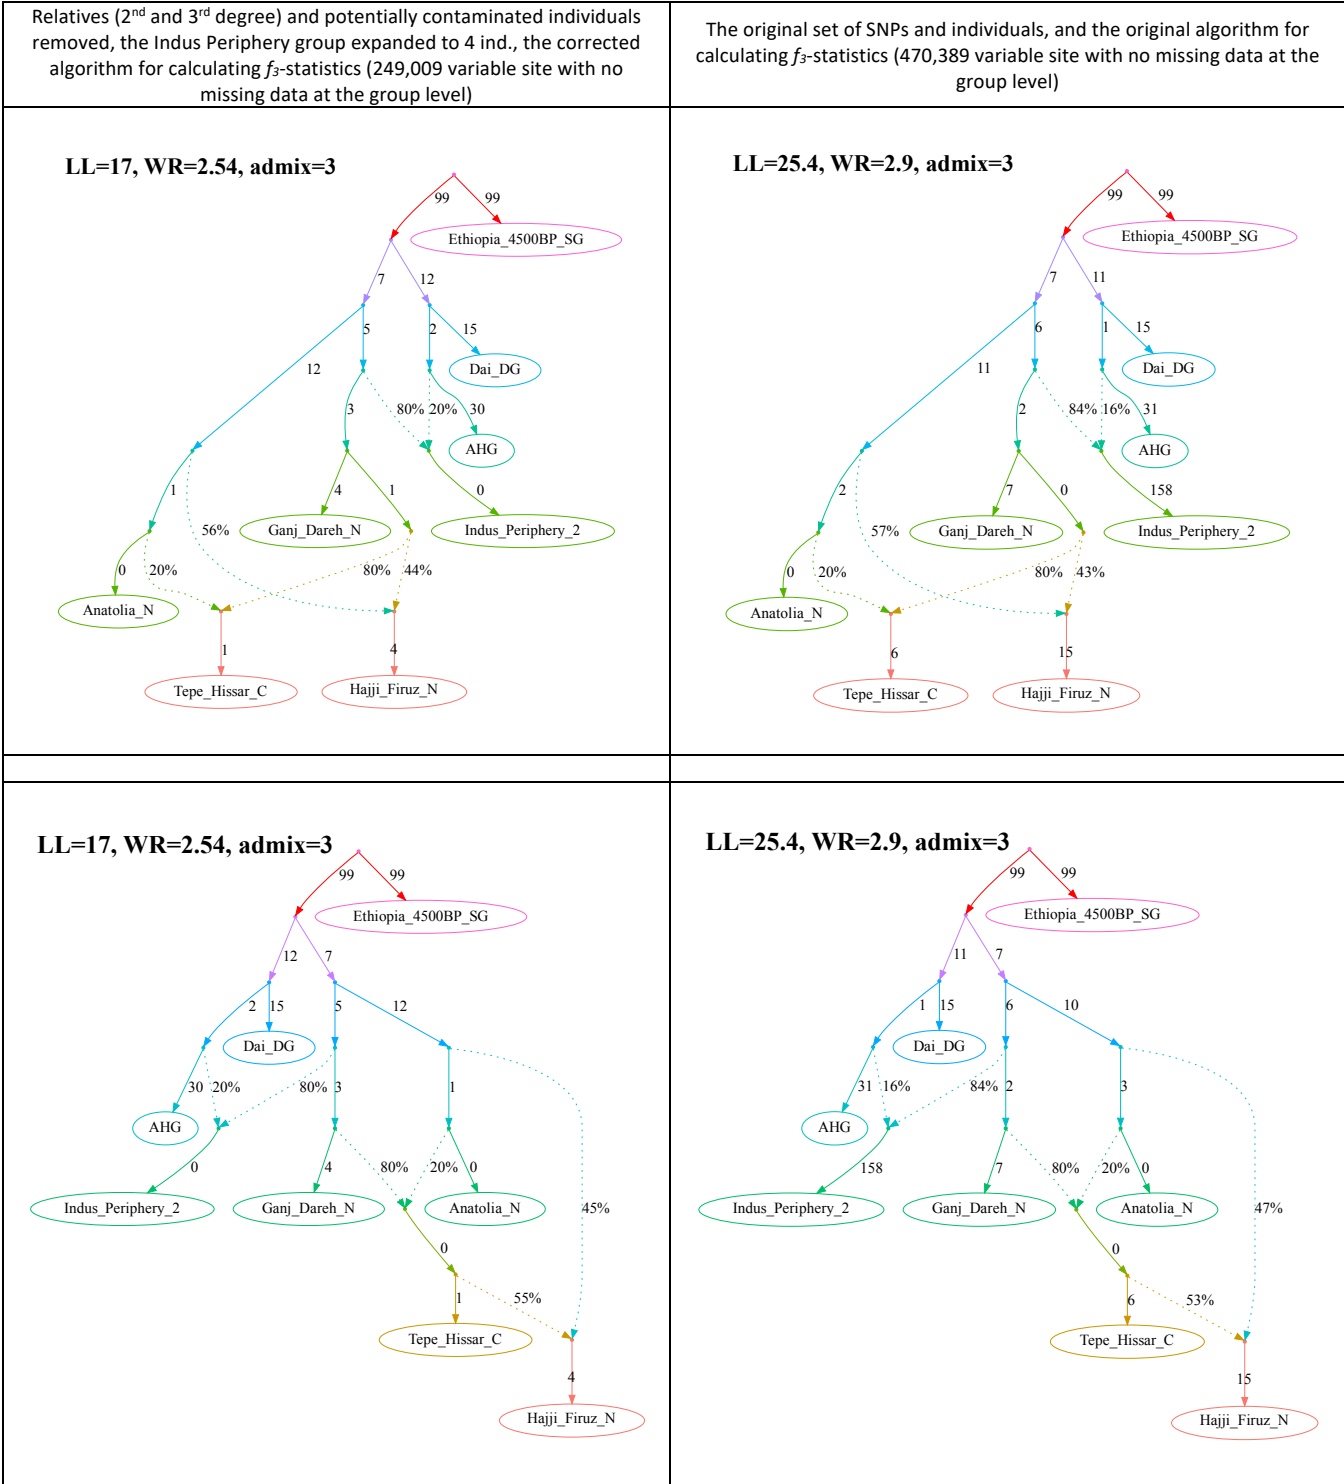 Relatives (2nd and 3rd degree) and potentially contaminated individuals
removed, the Indus Periphery group expanded to 4 ind., the corrected
algorithm for calculating f3-statistics (249,009 variable site with no
missing data at the group level)
The original set of SNPs and individuals, and the original algorithm for
calculating f3-statistics (470,389 variable site with no missing data at the
group level)
LL=17, WR=2.54, admix=3
99
99
Ethiopia_4500BP_SG
7
12
5
2
15
Dai_DG
12
3
80%
20%
30
AHG
1
56%
4
1
0
Ganj_Dareh_N
Indus_Periphery_2
0
20%
80%
44%
Anatolia_N
1
4
Tepe_Hissar_C
Hajji_Firuz_N
LL=25.4, WR=2.9, admix=3
99
99
Ethiopia_4500BP_SG
7
11
6
1
15
Dai_DG
11
2
84%
16%
31
AHG
2
57%
7
0
158
Ganj_Dareh_N
Indus_Periphery_2
0
20%
80%
43%
Anatolia_N
6
15
Tepe_Hissar_C
Hajji_Firuz_N
LL=17, WR=2.54, admix=3
99
99
Ethiopia_4500BP_SG
12
7
2
15
5
12
Dai_DG
30
20%
80%
3
1
AHG
0
4
80%
20%
0
Indus_Periphery_2
Ganj_Dareh_N
Anatolia_N
45%
0
1
55%
Tepe_Hissar_C
4
Hajji_Firuz_N
LL=25.4, WR=2.9, admix=3
99
99
Ethiopia_4500BP_SG
11
7
1
15
6
10
Dai_DG
31
16%
84%
2
3
AHG
158
7
80%
20%
0
Indus_Periphery_2
Ganj_Dareh_N
Anatolia_N
47%
0
6
53%
Tepe_Hissar_C
15
Hajji_Firuz_N